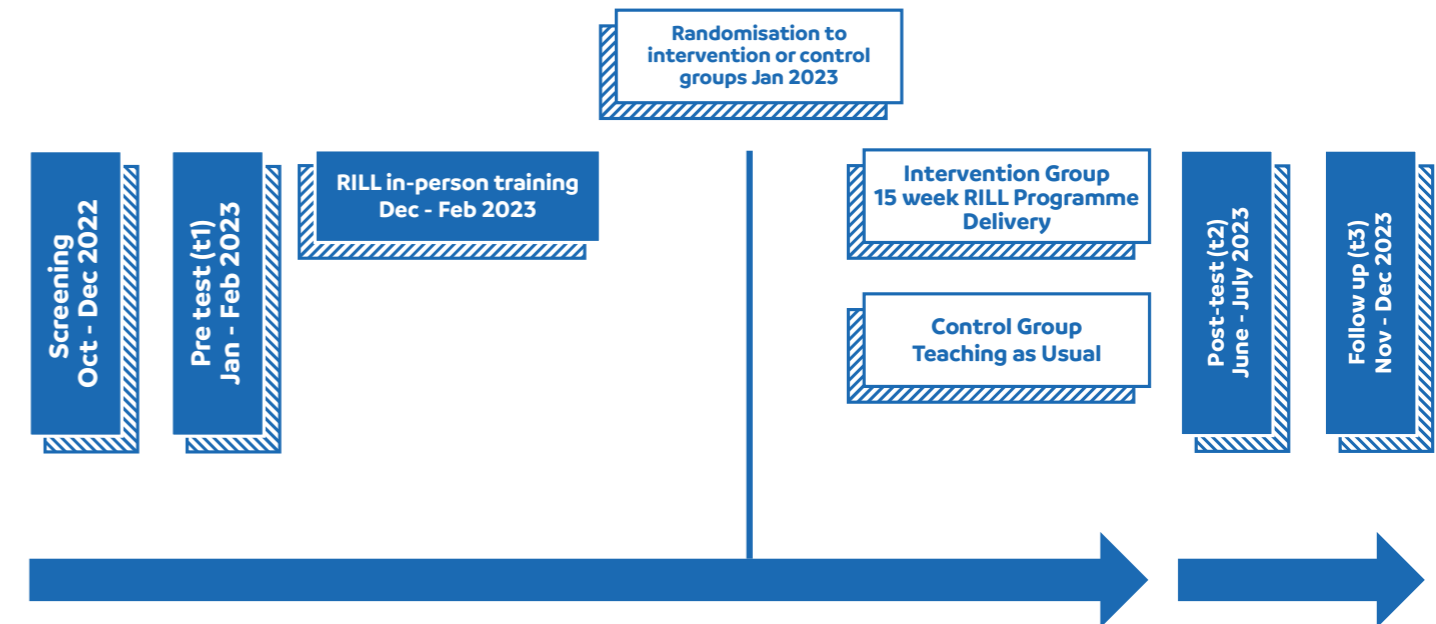 Randomisation to
intervention or control
groups Jan 2023
Screening
Oct - Dec 2022
Pre test (t1)
Jan - Feb 2023
RILL in-person training
Dec - Feb 2023
Intervention Group
15 week RILL Programme
Delivery
Control Group
Teaching as Usual
Post-test (t2)
June - July 2023
Follow up (t3)
Nov - Dec 2023